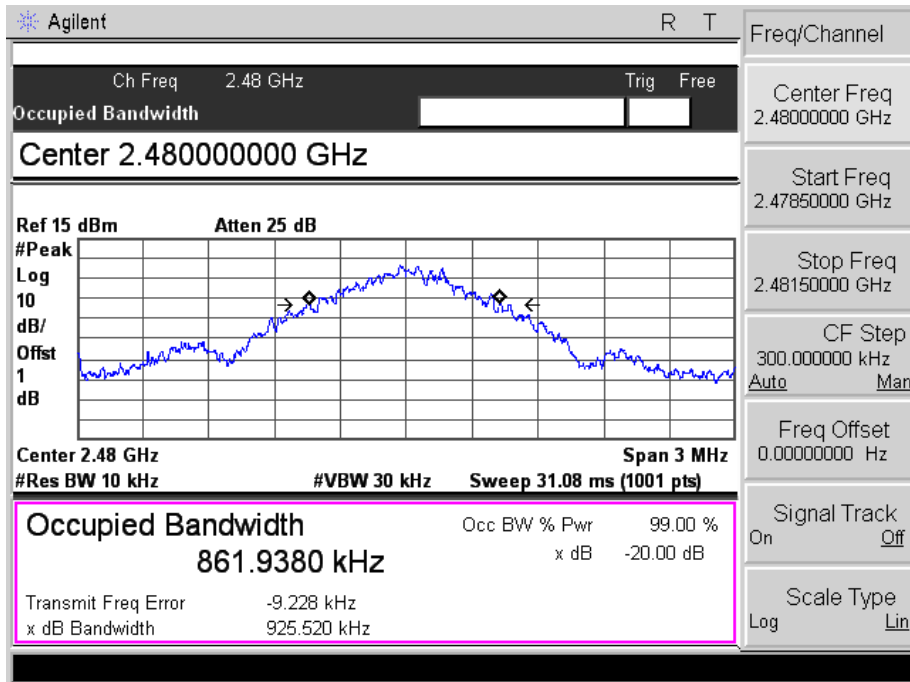 Agilent R T
Ch Freq 2.48 GHz Trig Free
Occupied Bandwidth
Center 2.480000000 GHz
Ref 15 dBm Atten 25 dB
#Peak
Log
10
dB/
Offst
1
dB
Center 2.48 GHz Span 3 MHz
#Res BW 10 kHz #VBW 30 kHz Sweep 31.08 ms (1001 pts)
Occupied Bandwidth
861.9380 kHz
Occ BW % Pwr 99.00 %
x dB -20.00 dB
Transmit Freq Error -9.228 kHz
x dB Bandwidth 925.520 kHz
Freq/Channel
Center Freq
2.48000000 GHz
Start Freq
2.47850000 GHz
Stop Freq
2.48150000 GHz
CF Step
300.000000 kHz
Auto Man
Freq Offset
0.00000000 Hz
Signal Track
On Off
Scale Type
Log Lin